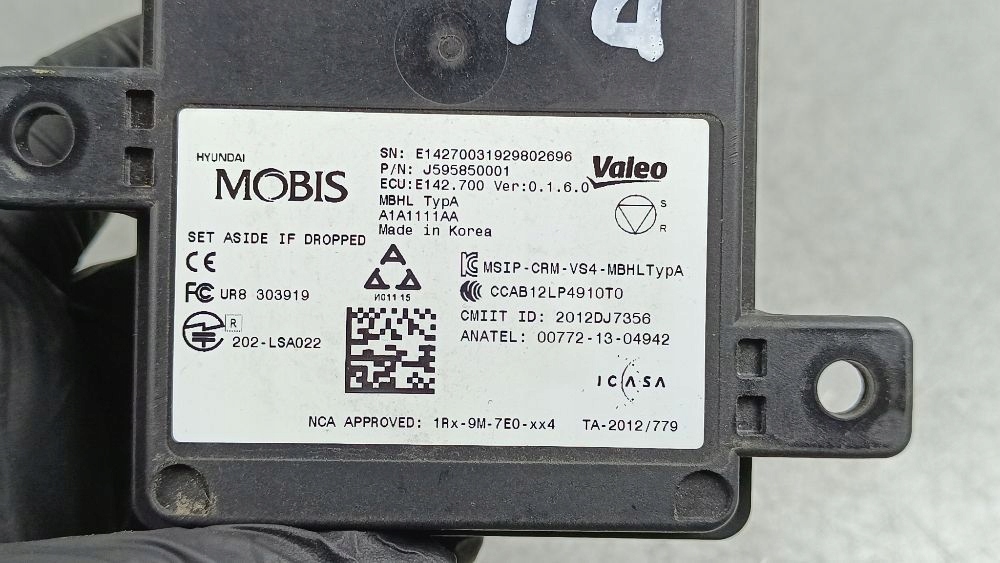 HYUNDAI
MOBIS
SN: E14270031929802696
P/N: J595850001
ECU:E142.700 Ver:0.1.6.0
MBHL TypA
A1A1111AA
Made in Korea
Valeo
S
R
SET ASIDE IF DROPPED
CE
FC UR8 303919
R
202-LSA022
И011 15
MSIP-CRM-VS4-MBHLTypA
CCAB12LP4910T0
CMIIT ID: 2012DJ7356
ANATEL: 00772-13-04942
ICASA
NCA APPROVED: 1Rx-9M-7E0-xx4
TA-2012/779